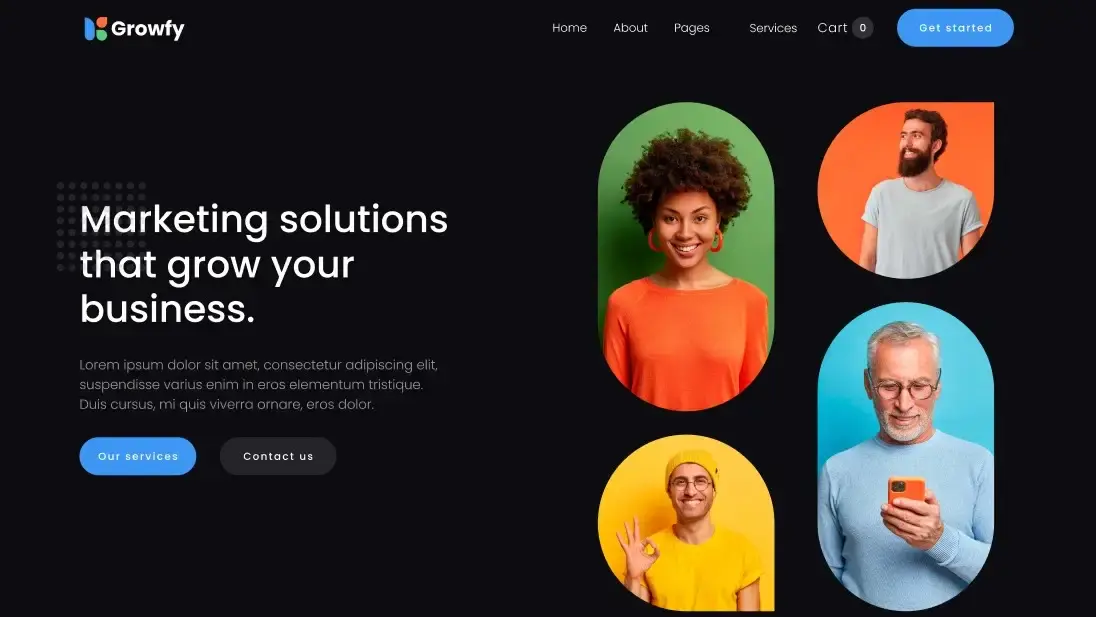 Growfy
Home About Pages Services Cart 0 Get started
Marketing solutions
that grow your
business.
Lorem ipsum dolor sit amet, consectetur adipiscing elit,
suspendisse varius enim in eros elementum tristique.
Duis cursus, mi quis viverra ornare, eros dolor.
Our services Contact us